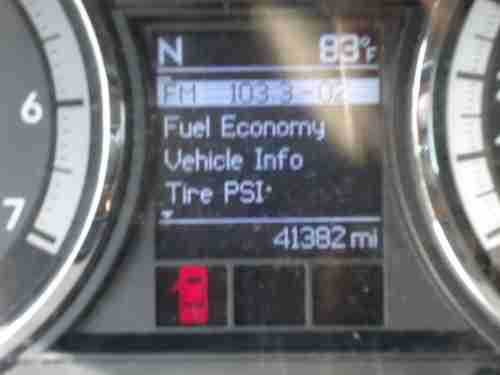 N 83°F
FM 103.3-02
Fuel Economy
Vehicle Info
Tire PSI
41382 mi
6
7